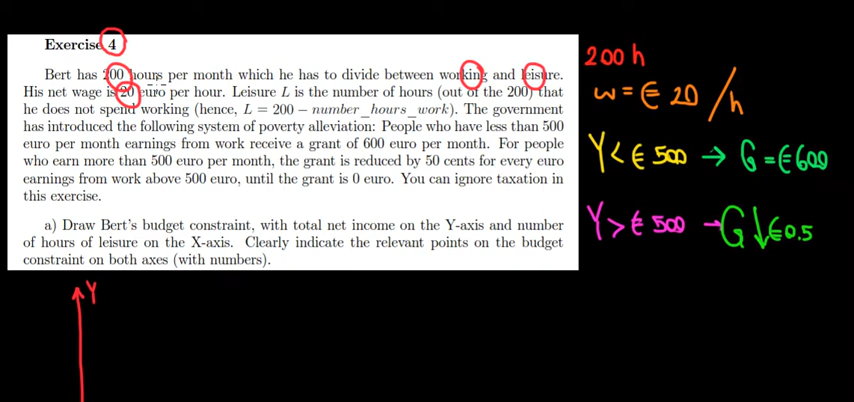 Exercise 4
Bert has 200 hours per month which he has to divide between working and leisure.
His net wage is 20 euro per hour. Leisure L is the number of hours (out of the 200) that
he does not spend working (hence, L = 200 − number_hours_work). The government
has introduced the following system of poverty alleviation: People who have less than 500
euro per month earnings from work receive a grant of 600 euro per month. For people
who earn more than 500 euro per month, the grant is reduced by 50 cents for every euro
earnings from work above 500 euro, until the grant is 0 euro. You can ignore taxation in
this exercise.
a) Draw Bert's budget constraint, with total net income on the Y-axis and number
of hours of leisure on the X-axis. Clearly indicate the relevant points on the budget
constraint on both axes (with numbers).
200 h
w = € 20 / h
Y < € 500 → G = € 600
Y > € 500 → G ↓ € 0.5
Y